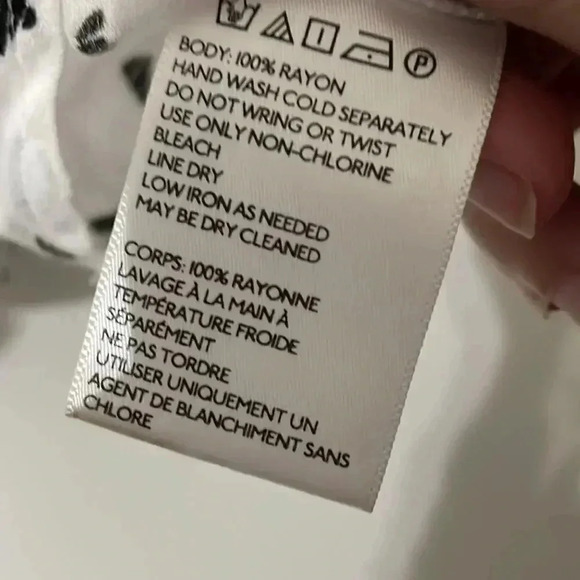 P
BODY: 100% RAYON
HAND WASH COLD SEPARATELY
DO NOT WRING OR TWIST
USE ONLY NON-CHLORINE
BLEACH
LINE DRY
LOW IRON AS NEEDED
MAY BE DRY CLEANED
CORPS: 100% RAYONNE
LAVAGE À LA MAIN À
TEMPÉRATURE FROIDE
SÉPARÉMENT
NE PAS TORDRE
UTILISER UNIQUEMENT UN
AGENT DE BLANCHIMENT SANS
CHLORE